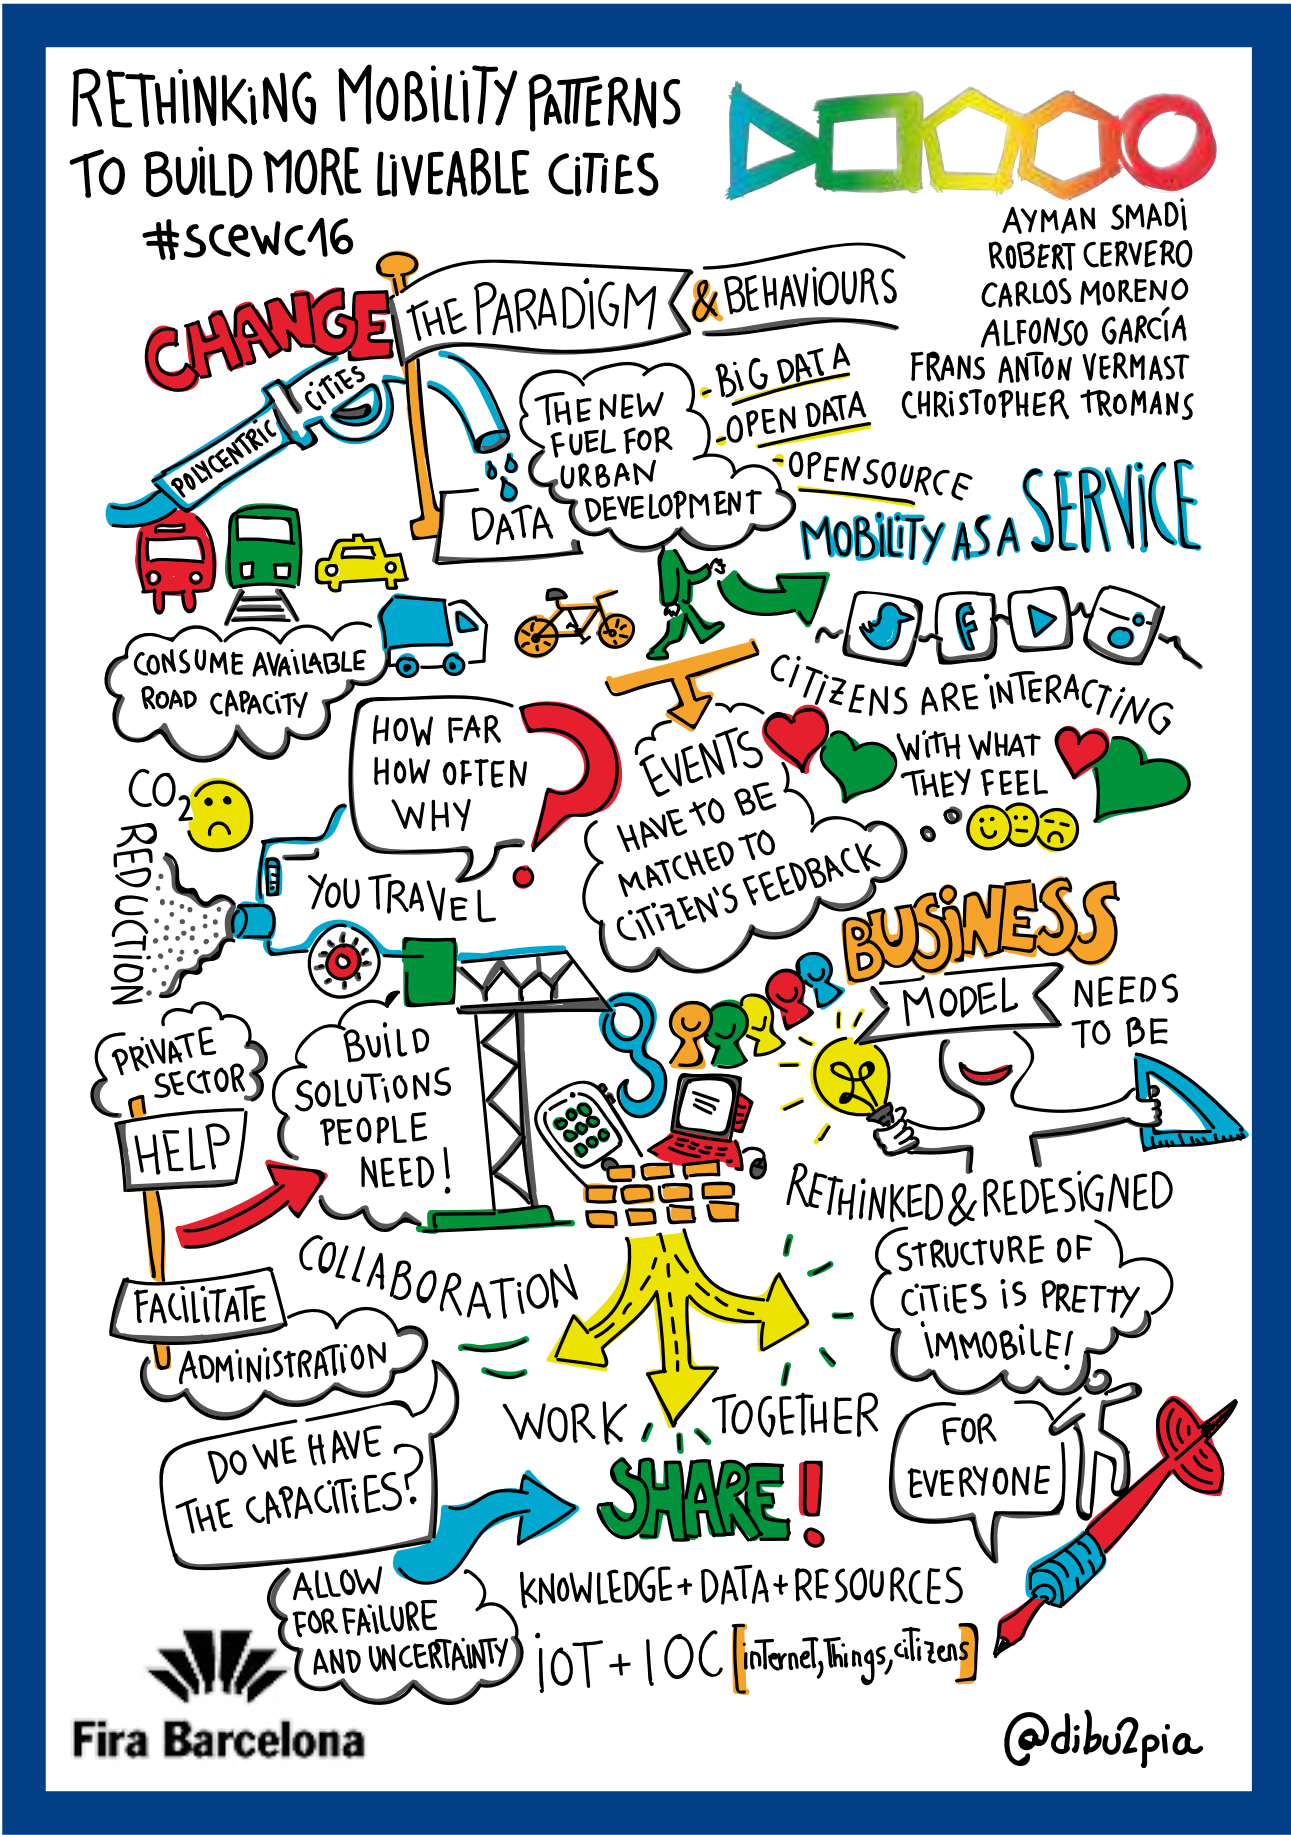 RETHINKING MOBILITY PATTERNS
TO BUILD MORE LIVEABLE CITIES
#scewc16
AYMAN SMADI
ROBERT CERVERO
CARLOS MORENO
ALFONSO GARCÍA
FRANS ANTON VERMAST
CHRISTOPHER TROMANS
CHANGE
THE PARADIGM
& BEHAVIOURS
POLYCENTRIC
CITIES
DATA
THE NEW
FUEL FOR
URBAN
DEVELOPMENT
- BIG DATA
- OPEN DATA
- OPEN SOURCE
MOBILITY AS A SERVICE
CONSUME AVAILABLE
ROAD CAPACITY
CITIZENS ARE INTERACTING
WITH WHAT
THEY FEEL
HOW FAR
HOW OFTEN
WHY
YOU TRAVEL
?
EVENTS
HAVE TO BE
MATCHED TO
CITIZEN'S FEEDBACK
CO2
REDUCTION
BUSINESS
MODEL
NEEDS
TO BE
RETHINKED & REDESIGNED
PRIVATE
SECTOR
HELP
BUILD
SOLUTIONS
PEOPLE
NEED!
FACILITATE
ADMINISTRATION
COLLABORATION
STRUCTURE OF
CITIES IS PRETTY
IMMOBILE!
WORK TOGETHER
DO WE HAVE
THE CAPACITIES?
SHARE!
FOR
EVERYONE
ALLOW
FOR FAILURE
AND UNCERTAINTY
KNOWLEDGE + DATA + RESOURCES
IOT + IOC [internet, things, citizens]
Fira Barcelona
@dibu2pia